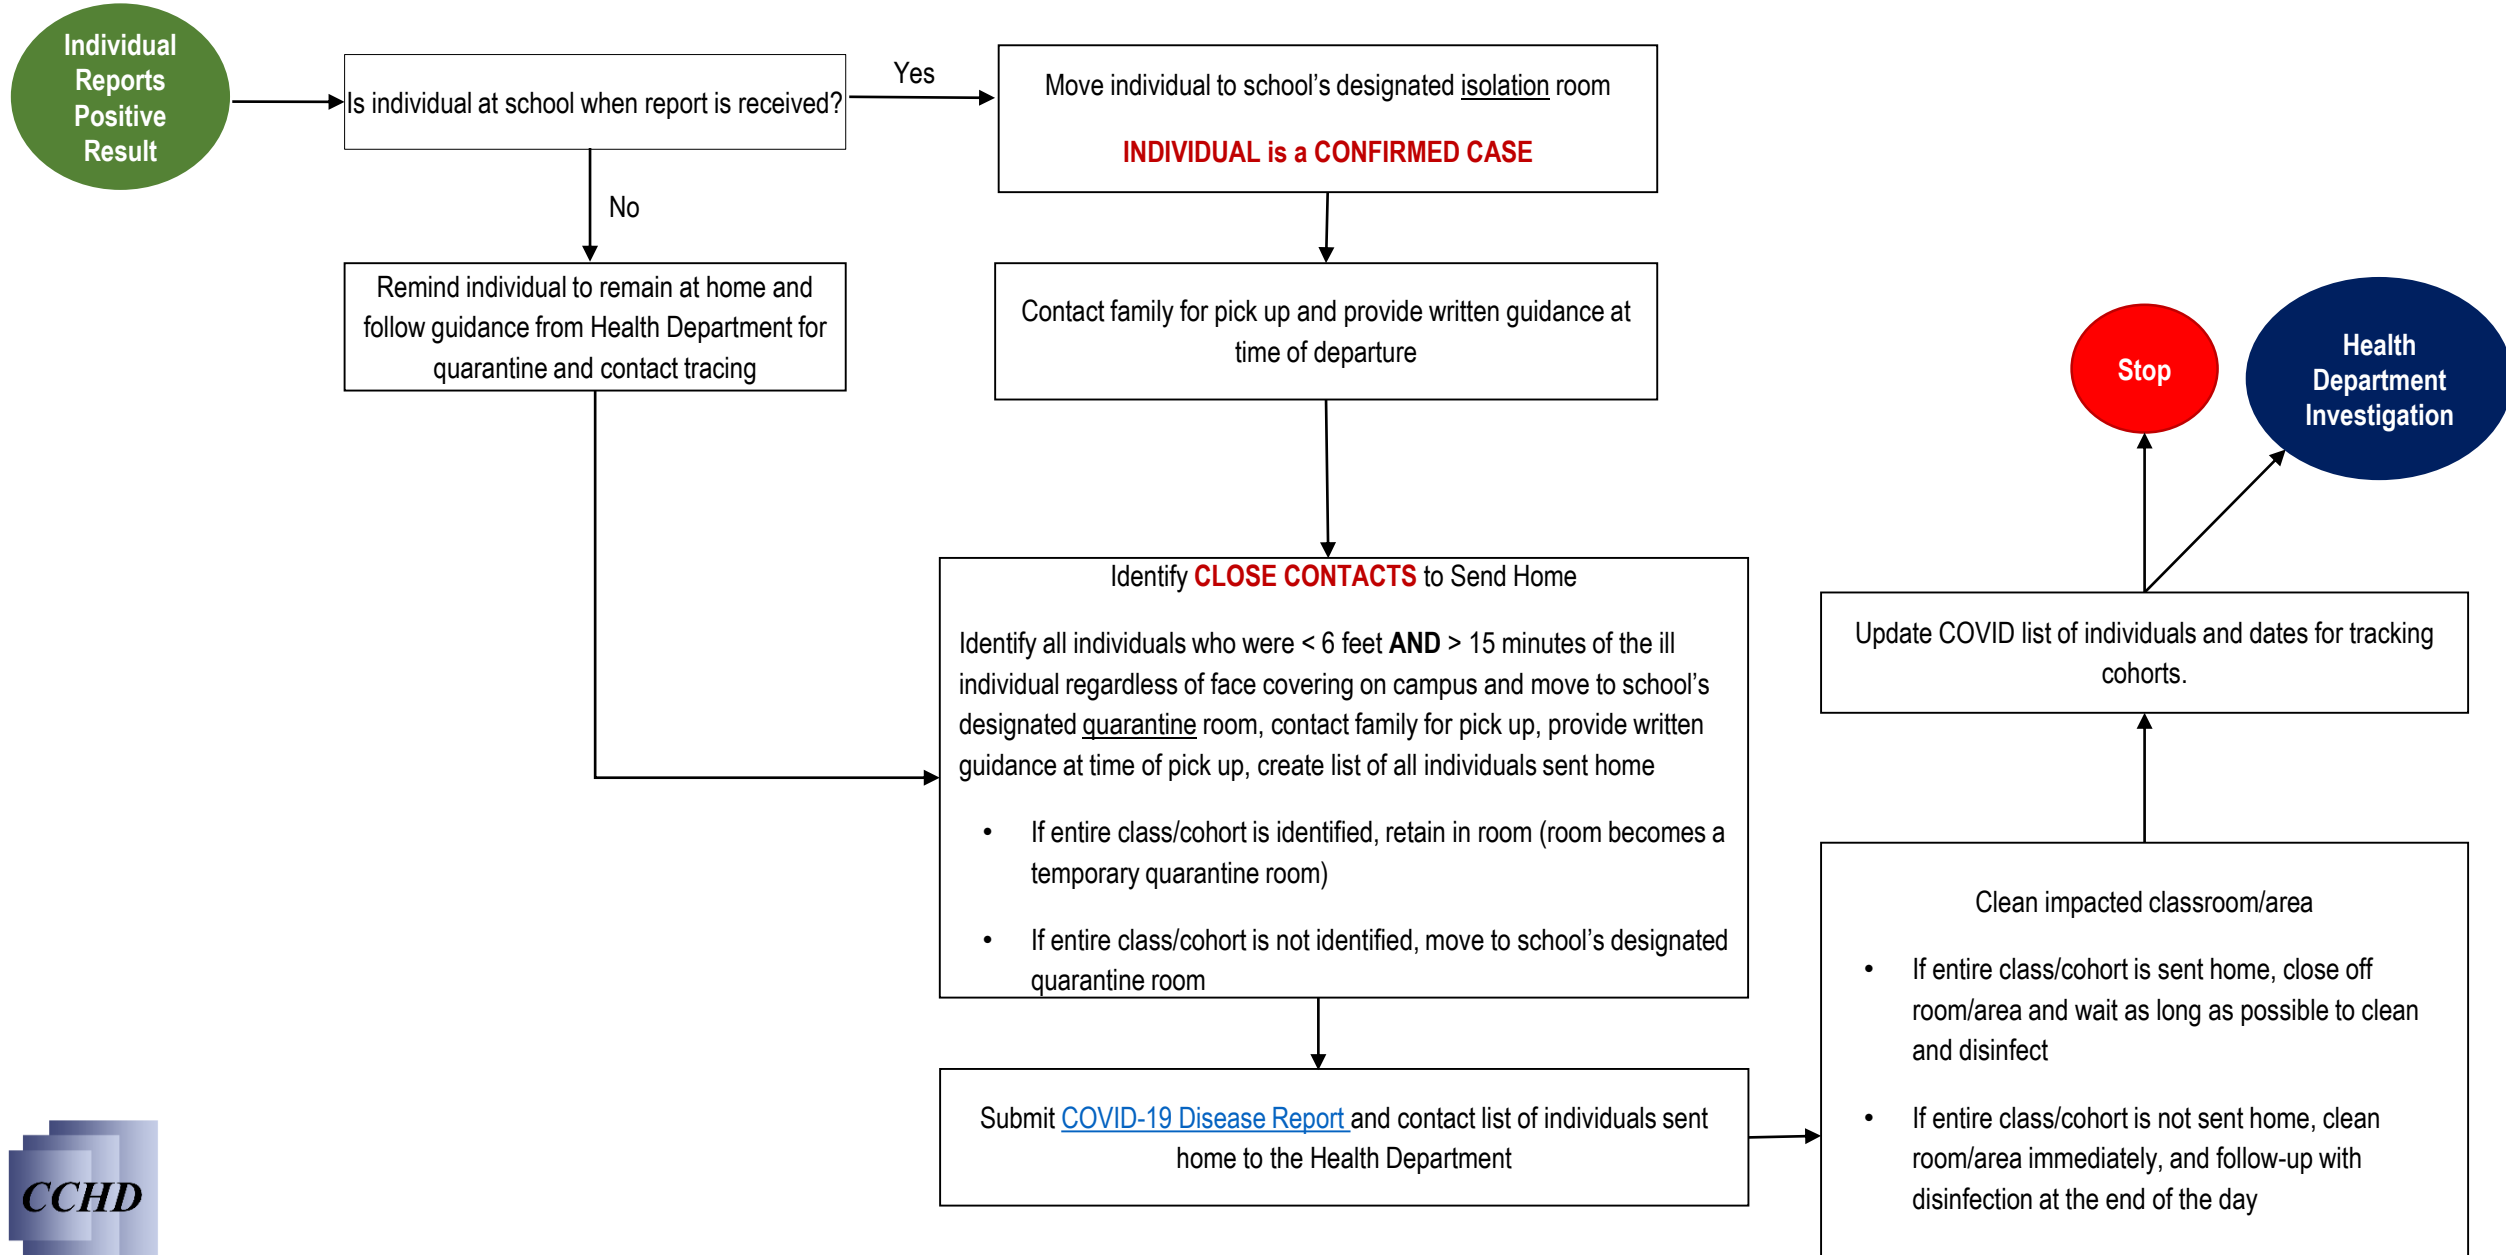 Individual
Reports
Positive
Result
Is individual at school when report is received?
Yes
No
Move individual to school’s designated isolation room
INDIVIDUAL is a CONFIRMED CASE
Remind individual to remain at home and
follow guidance from Health Department for
quarantine and contact tracing
Contact family for pick up and provide written guidance at
time of departure
Identify CLOSE CONTACTS to Send Home
Identify all individuals who were < 6 feet AND > 15 minutes of the ill
individual regardless of face covering on campus and move to school’s
designated quarantine room, contact family for pick up, provide written
guidance at time of pick up, create list of all individuals sent home
• If entire class/cohort is identified, retain in room (room becomes a
temporary quarantine room)
• If entire class/cohort is not identified, move to school’s designated
quarantine room
Submit COVID-19 Disease Report and contact list of individuals sent
home to the Health Department
Clean impacted classroom/area
• If entire class/cohort is sent home, close off
room/area and wait as long as possible to clean
and disinfect
• If entire class/cohort is not sent home, clean
room/area immediately, and follow-up with
disinfection at the end of the day
Update COVID list of individuals and dates for tracking
cohorts.
Stop
Health
Department
Investigation
CCHD